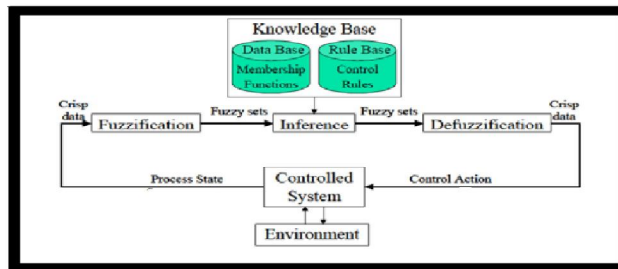 Knowledge Base
Data Base
Membership
Functions
Rule Base
Control
Rules
Crisp
data
Fuzzification
Fuzzy sets
Inference
Fuzzy sets
Defuzzification
Crisp
data
Process State
Controlled
System
Control Action
Environment